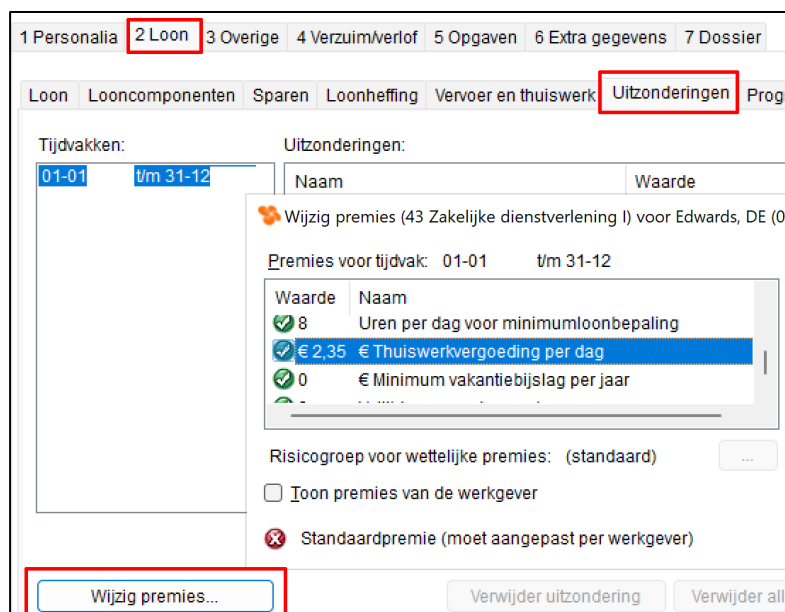 1 Personalia 2 Loon 3 Overige 4 Verzuim/verlof 5 Opgaven 6 Extra gegevens 7 Dossier
Loon Looncomponenten Sparen Loonheffing Vervoer en thuiswerk Uitzonderingen Prog
Tijdvakken: Uitzonderingen:
01-01 t/m 31-12
Naam Waarde
Wijzig premies (43 Zakelijke dienstverlening I) voor Edwards, DE (0
Premies voor tijdvak: 01-01 t/m 31-12
Waarde Naam
8 Uren per dag voor minimumloonbepaling
€ 2,35 € Thuiswerkvergoeding per dag
0 € Minimum vakantiebijslag per jaar
Risicogroep voor wettelijke premies: (standaard) ...
Toon premies van de werkgever
Standaardpremie (moet aangepast per werkgever)
Wijzig premies... Verwijder uitzondering Verwijder all